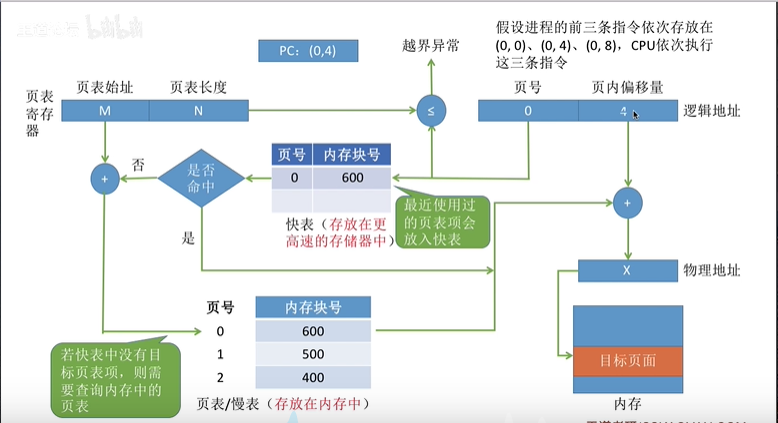 bilibili
PC：(0,4)
越界异常
假设进程的前三条指令依次存放在
(0, 0)、(0, 4)、(0, 8)，CPU依次执行
这三条指令
页表始址
页表长度
页表
寄存
器
M
N
≤
页号
页内偏移量
0
4
逻辑地址
+
否
是否
命中
页号
内存块号
0
600
快表（存放在更
高速的存储器中）
最近使用过
的页表项会
放入快表
+
是
X
物理地址
页号
内存块号
0
600
1
500
2
400
页表/慢表（存放在内存中）
若快表中没有目
标页表项，则需
要查询内存中的
页表
目标页面
内存